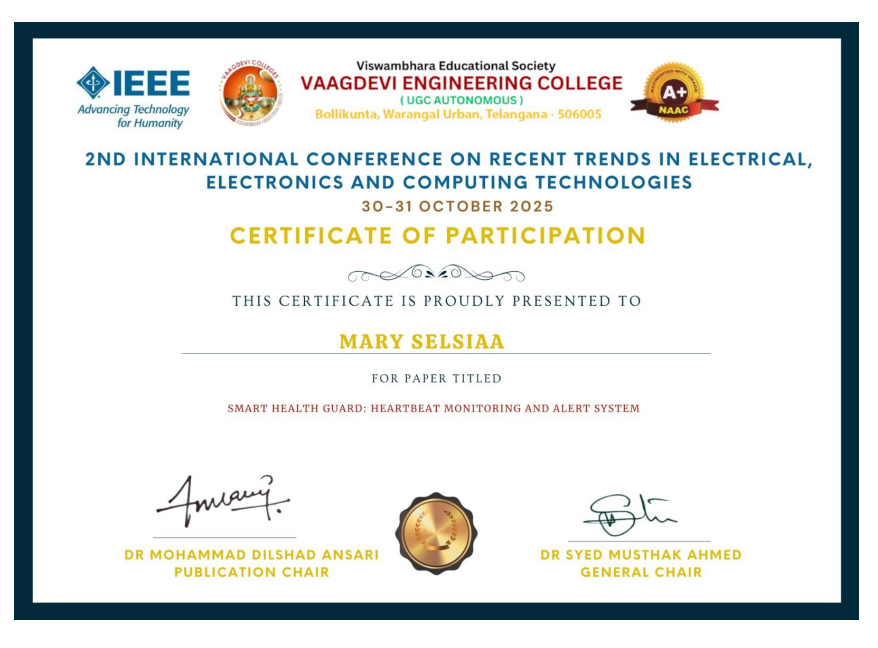 IEEE
Advancing Technology
for Humanity
VAAGDEVI COLLEGES
Viswambhara Educational Society
VAAGDEVI ENGINEERING COLLEGE
( UGC AUTONOMOUS )
Bollikunta, Warangal Urban, Telangana - 506005
ACCREDITED WITH GRADE
A+
NAAC
2ND INTERNATIONAL CONFERENCE ON RECENT TRENDS IN ELECTRICAL,
ELECTRONICS AND COMPUTING TECHNOLOGIES
30-31 OCTOBER 2025
CERTIFICATE OF PARTICIPATION
THIS CERTIFICATE IS PROUDLY PRESENTED TO
MARY SELSIAA
FOR PAPER TITLED
SMART HEALTH GUARD: HEARTBEAT MONITORING AND ALERT SYSTEM
DR MOHAMMAD DILSHAD ANSARI
PUBLICATION CHAIR
DR SYED MUSTHAK AHMED
GENERAL CHAIR